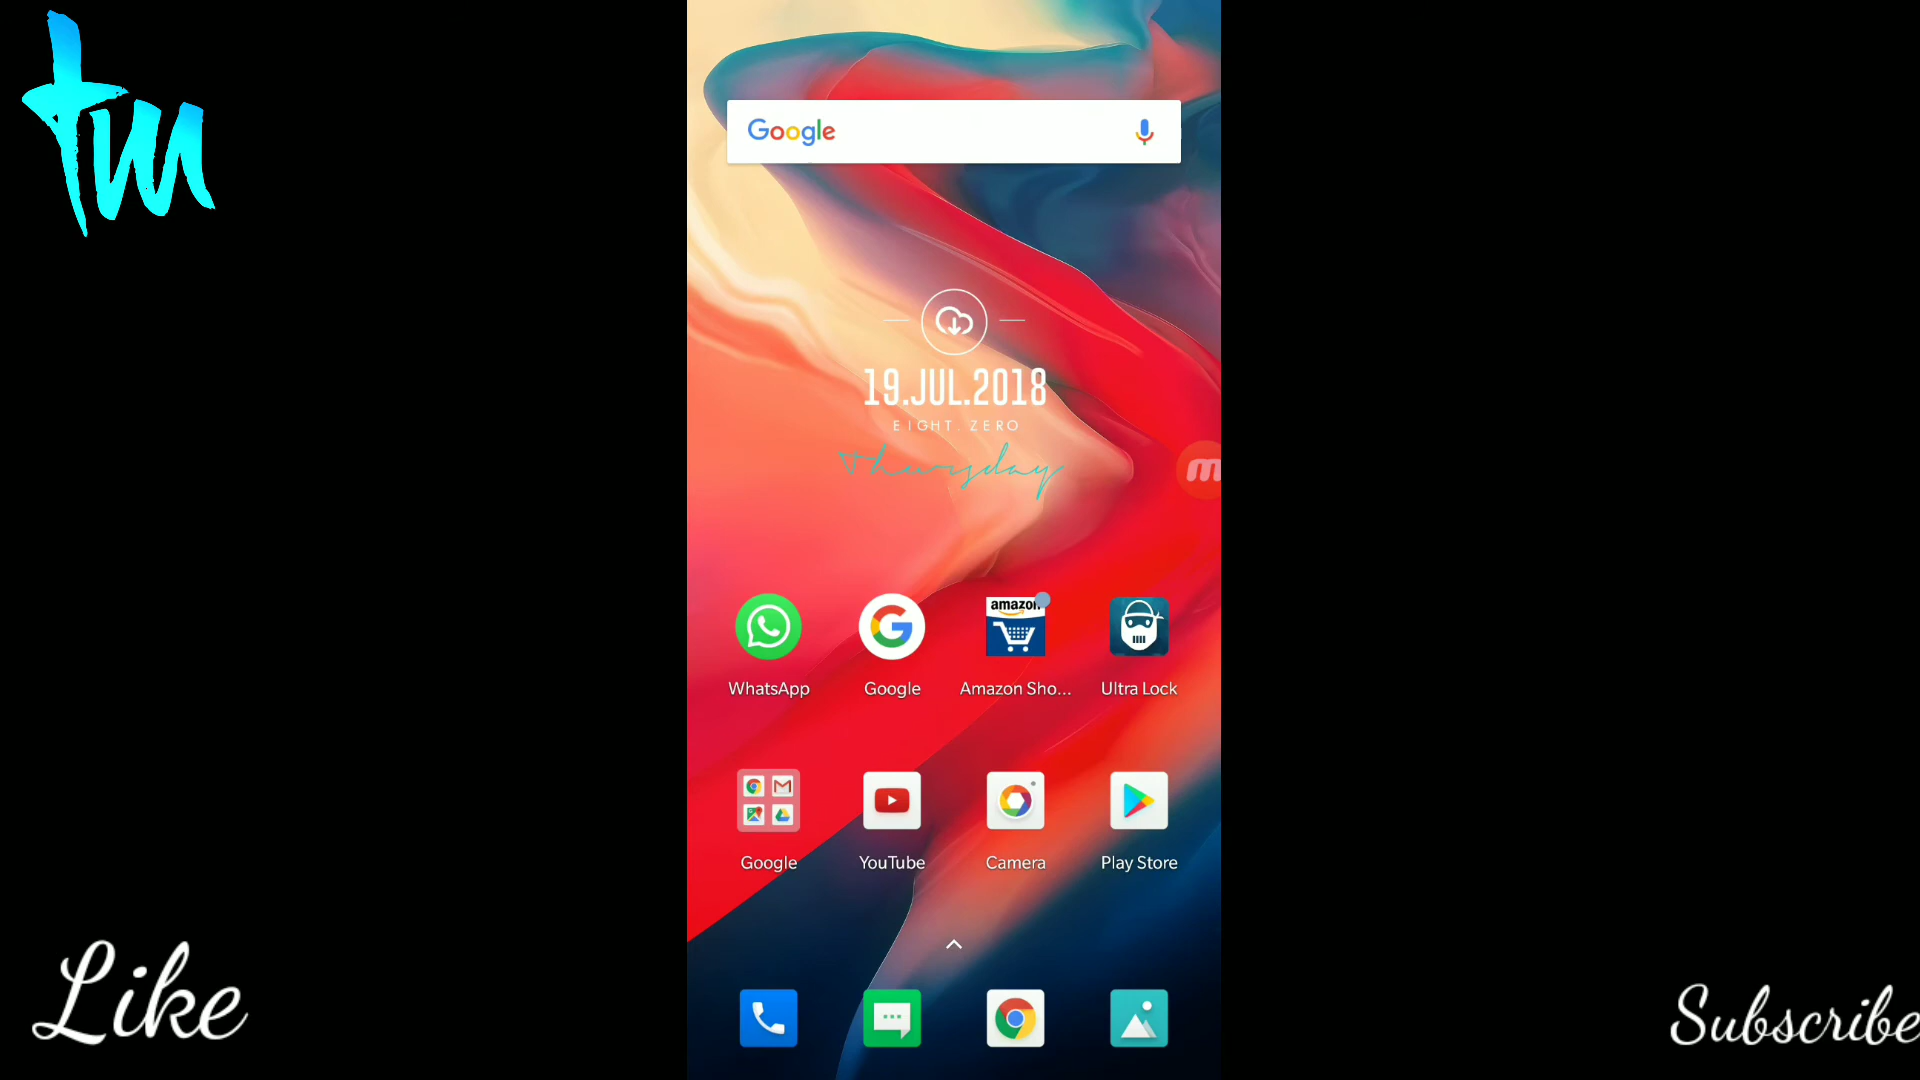 tm
Google
19.JUL.2018
EIGHT.ZERO
Thursday
m
amazon
WhatsApp
Google
Amazon Sho...
Ultra Lock
Google
YouTube
Camera
Play Store
Like
Subscribe